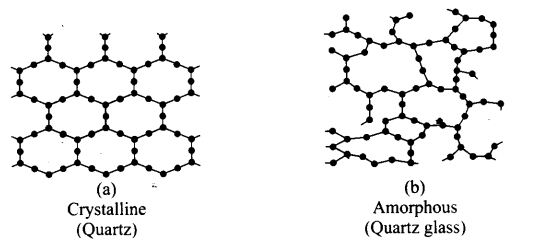 (a)
Crystalline
(Quartz)
(b)
Amorphous
(Quartz glass)